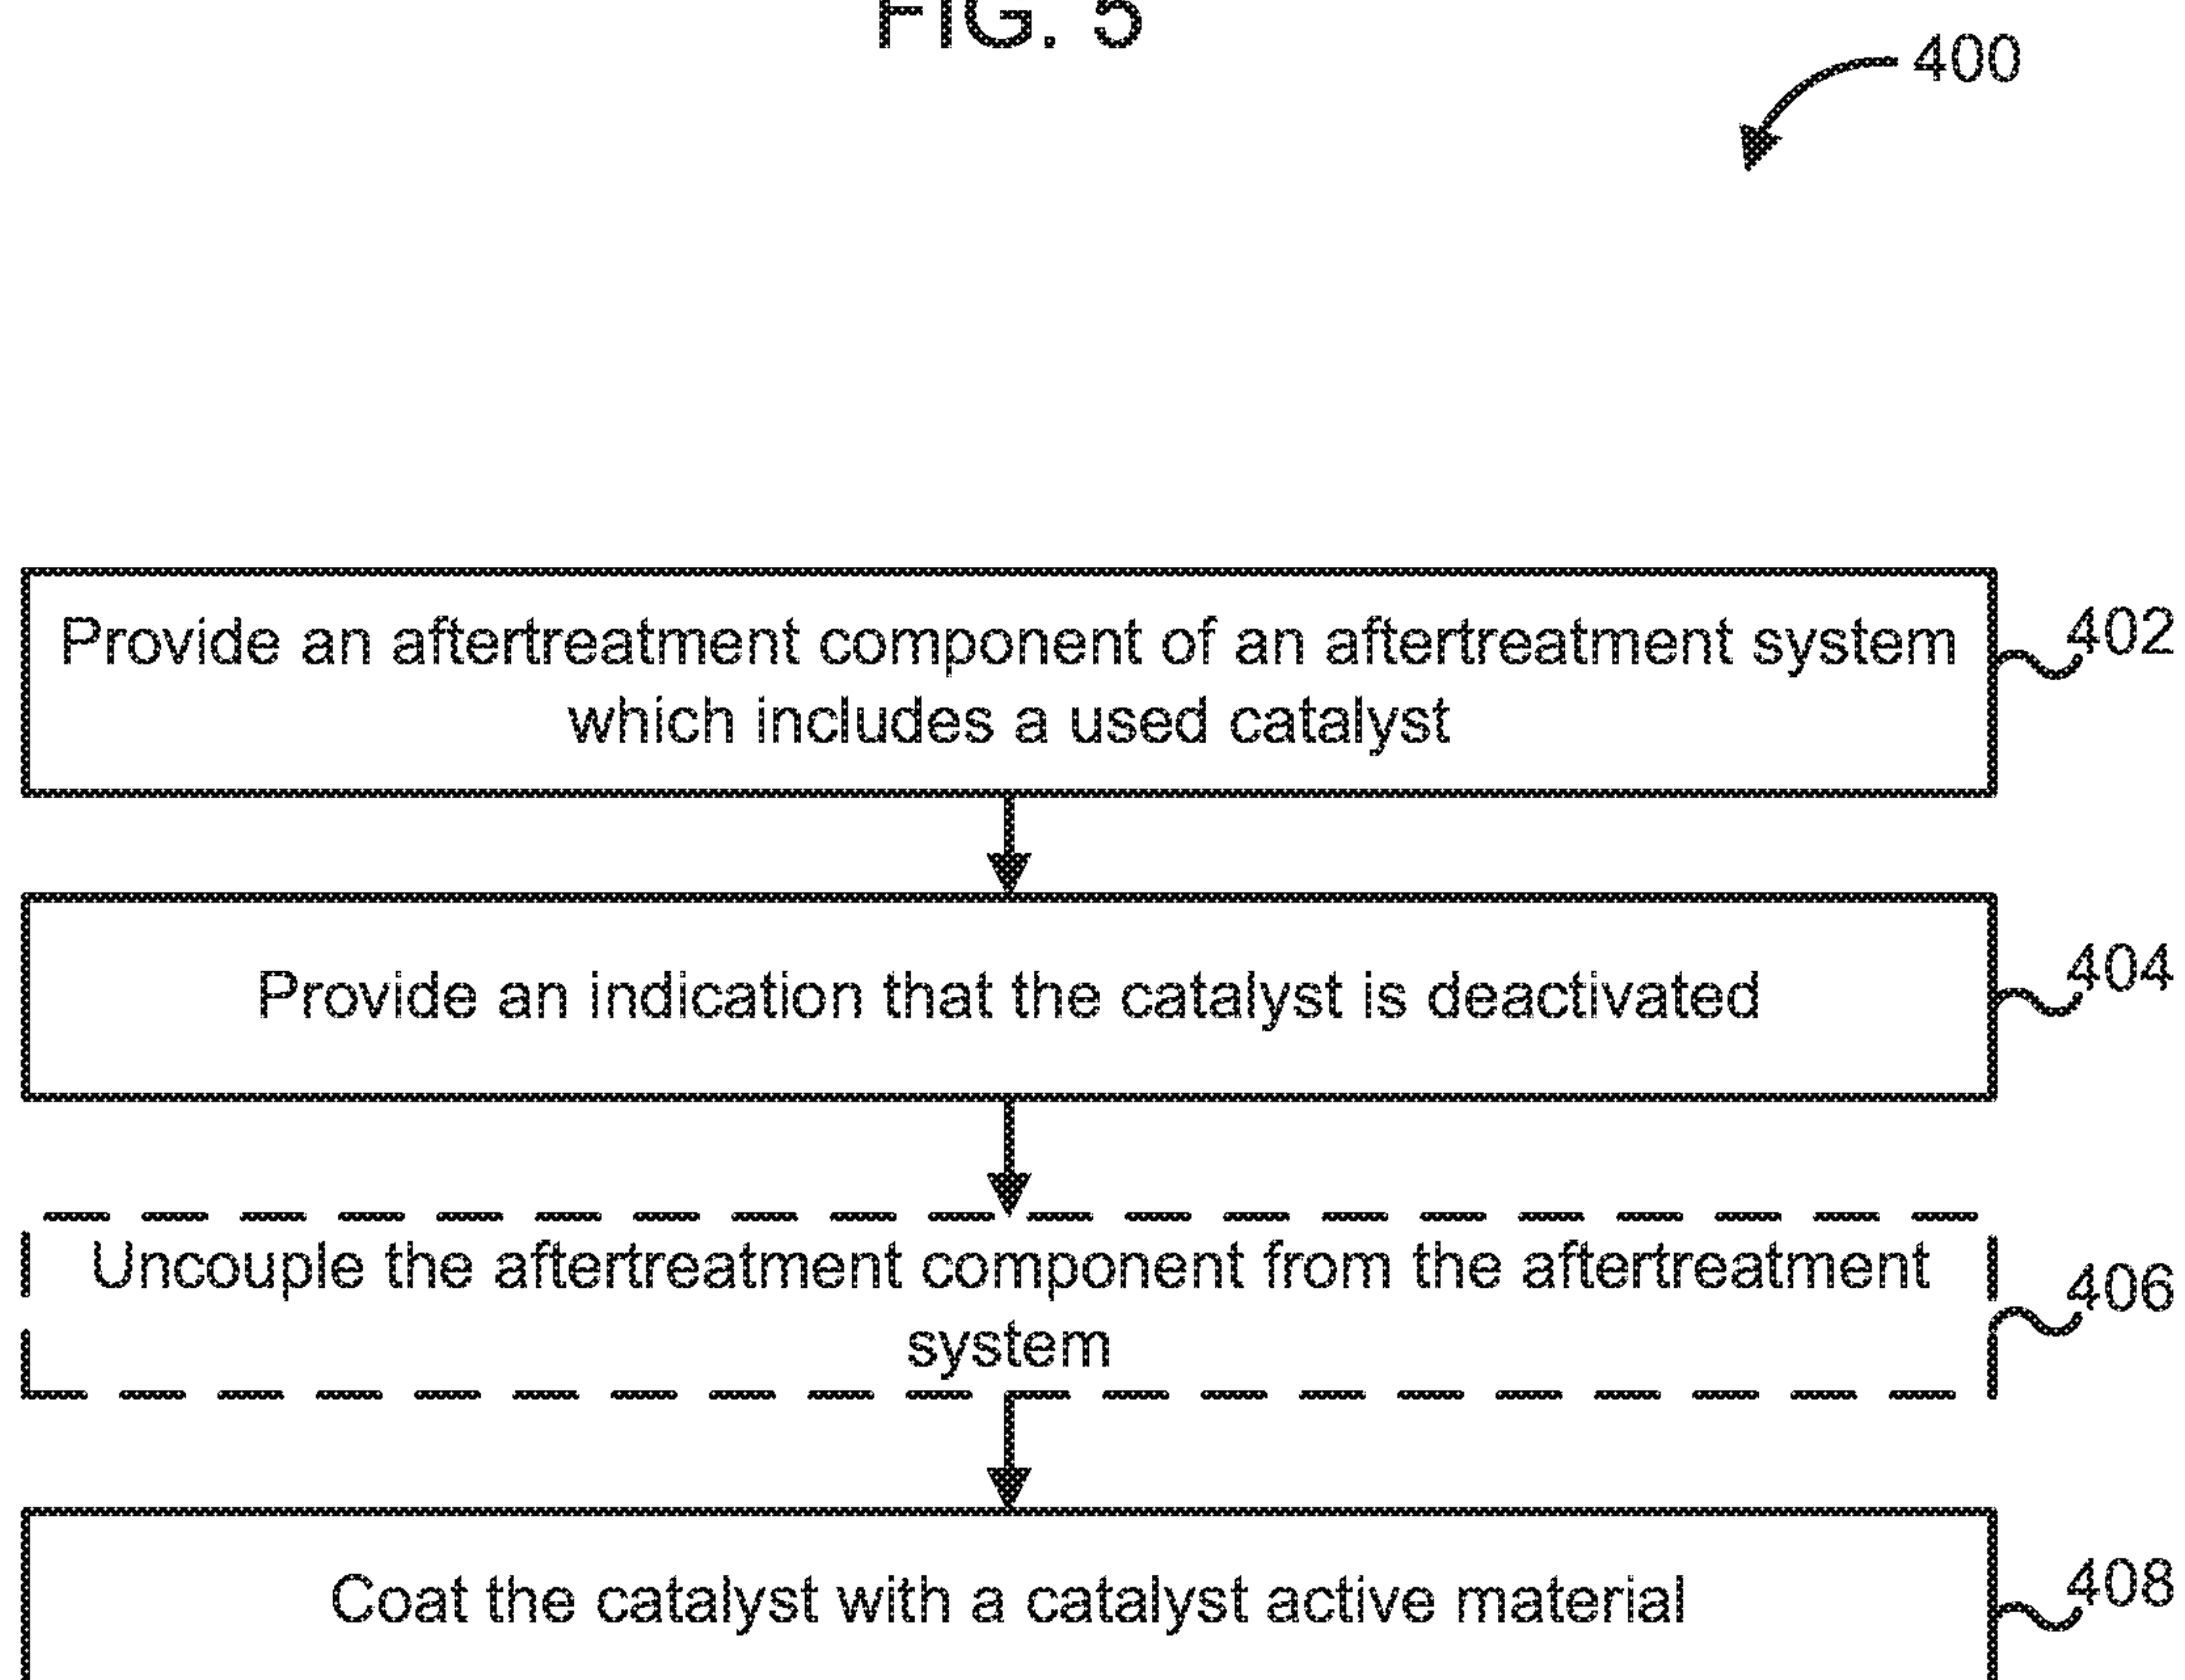 FIG. 5
400
Provide an aftertreatment component of an aftertreatment system
which includes a used catalyst
402
Provide an indication that the catalyst is deactivated
404
Uncouple the aftertreatment component from the aftertreatment
system
406
Coat the catalyst with a catalyst active material
408